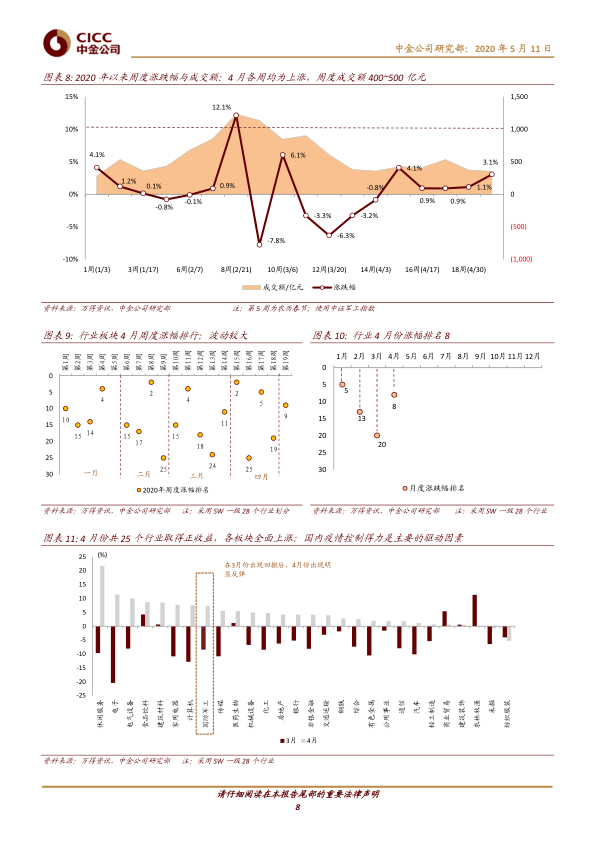 CICC
中金公司
中金公司研究部：2020 年 5 月 11 日
图表 8: 2020 年以来周度涨跌幅与成交额：4 月各周均为上涨，周度成交额 400~500 亿元
15%
10%
5%
0%
-5%
-10%
1,500
1,000
500
0
(500)
(1,000)
4.1%
1.2%
0.1%
-0.8%
-0.1%
0.9%
12.1%
-7.8%
6.1%
-3.3%
-6.3%
-3.2%
-0.8%
4.1%
0.9%
0.9%
1.1%
3.1%
1周(1/3) 3周(1/17) 6周(2/7) 8周(2/21) 10周(3/6) 12周(3/20) 14周(4/3) 16周(4/17) 18周(4/30)
成交额/亿元 涨跌幅
资料来源：万得资讯，中金公司研究部 注：第 5 周为农历春节；使用中证军工指数
图表 9: 行业板块 4 月周度涨幅排行：波动较大
第1周 第2周 第3周 第4周 第6周 第7周 第8周 第9周 第10周 第11周 第12周 第13周 第14周 第15周 第16周 第17周 第18周 第19周
0
5
10
15
20
25
30
10 15 14 4 15 17 2 25 15 4 18 24 11 2 25 5 19 9
一月 二月 三月 四月
2020年周度涨幅排名
资料来源：万得资讯，中金公司研究部 注：采用 SW 一级 28 个行业划分
图表 10: 行业 4 月份涨幅排名 8
1月 2月 3月 4月 5月 6月 7月 8月 9月 10月 11月 12月
0
5
10
15
20
25
30
5
13
20
8
月度涨跌幅排名
资料来源：万得资讯，中金公司研究部 注：采用 SW 一级 28 个行业
图表 11: 4 月份共 25 个行业取得正收益，各板块全面上涨；国内疫情控制得力是主要的驱动因素
(%)
25
20
15
10
5
0
-5
-10
-15
-20
-25
在3月份出现回撤后，4月份出现明
显反弹
休闲服务 电子 电气设备 食品饮料 建筑材料 家用电器 计算机 国防军工 传媒 医药生物 机械设备 化工 房地产 银行 非银金融 交通运输 钢铁 综合 有色金属 公用事业 通信 汽车 轻工制造 商业贸易 建筑装饰 农林牧渔 采掘 纺织服装
3月 4月
资料来源：万得资讯，中金公司研究部 注：采用 SW 一级 28 个行业
请仔细阅读在本报告尾部的重要法律声明
8